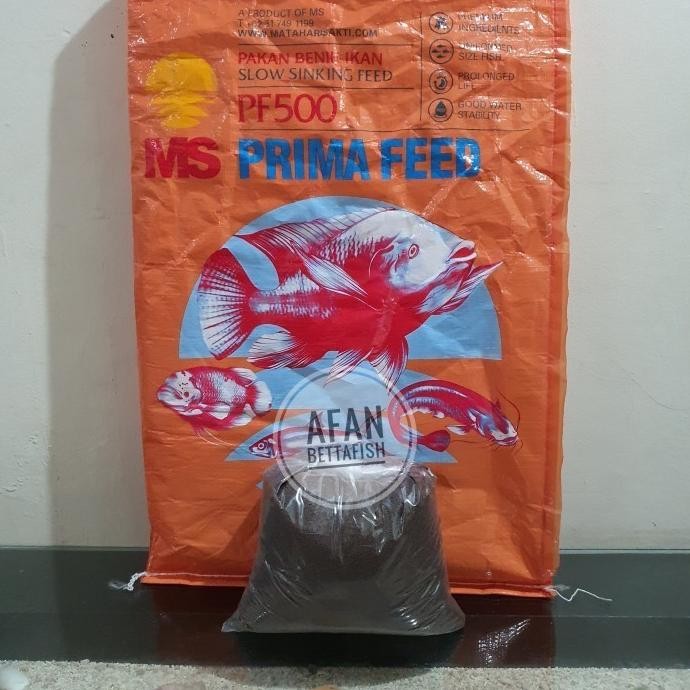 A PRODUCT OF MS
WWW.MATAHARISAKTI.COM
PAKAN BENIH IKAN
SLOW SINKING FEED
PF500
PREMIUM
INGREDIENTS
SIZE FISH
PROLONGED
LIFE
GOOD WATER
STABILITY
MS PRIMA FEED
AFAN
BETTAFISH